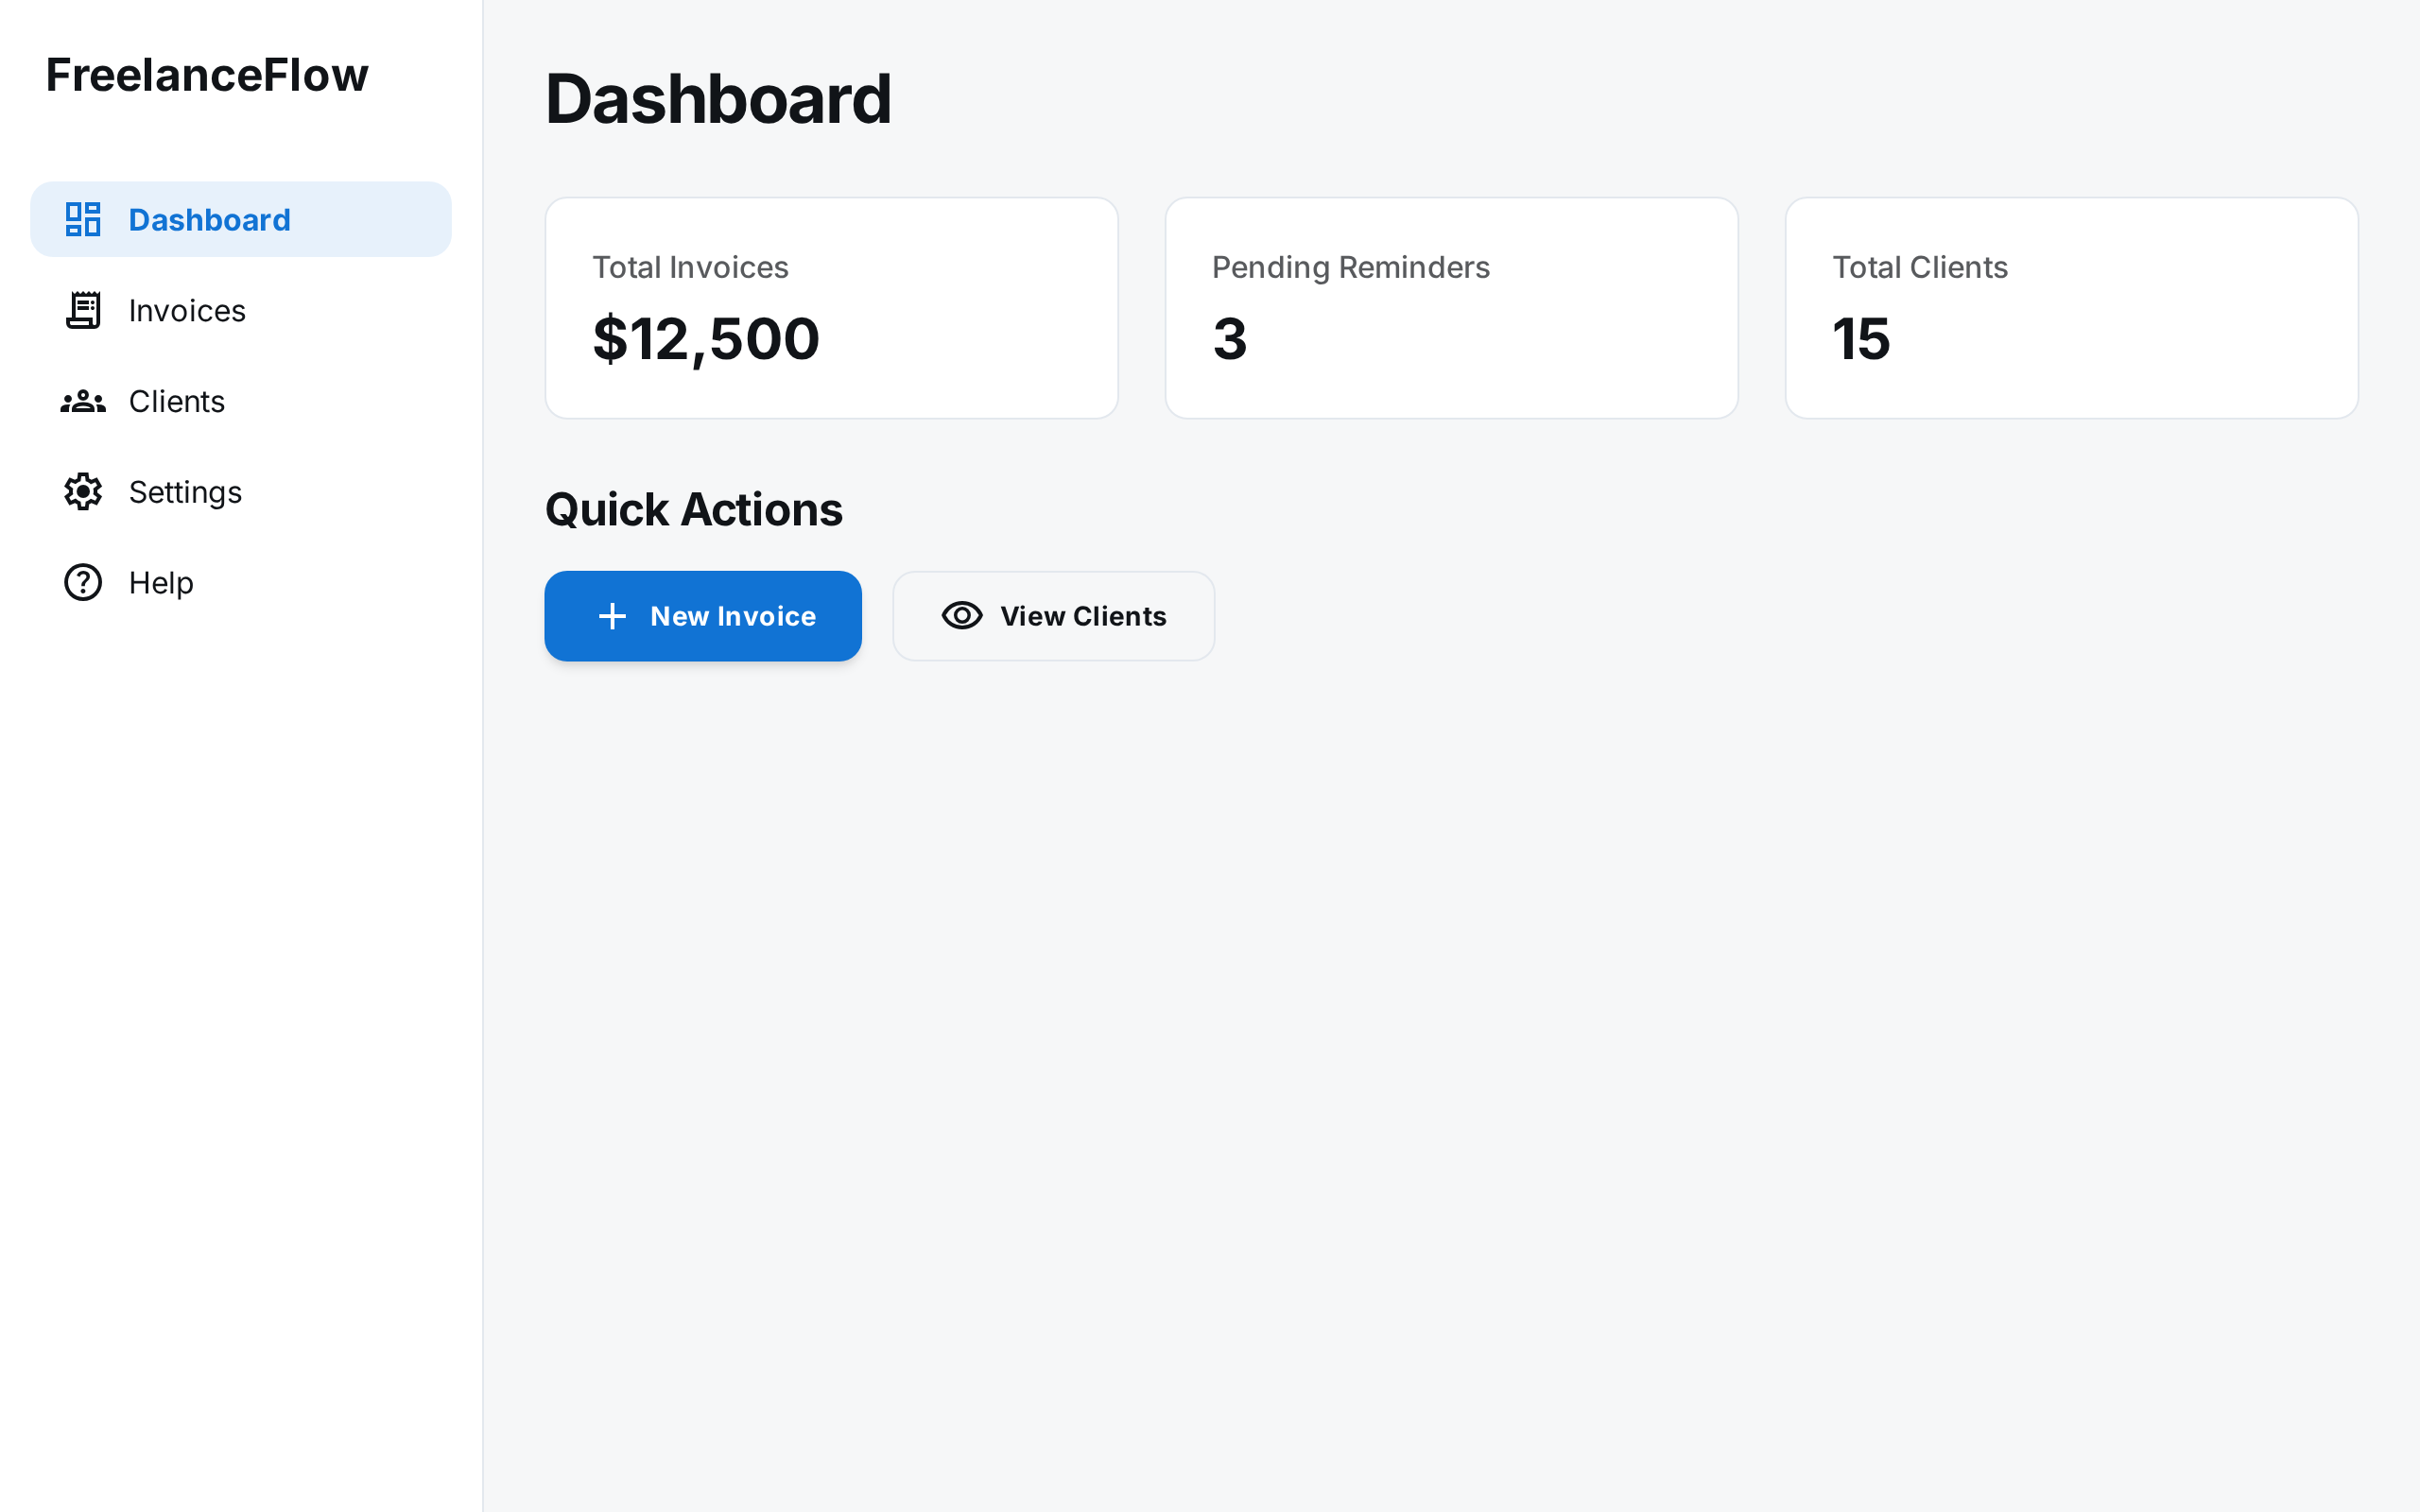 FreelanceFlow
Dashboard
Invoices
Clients
Settings
Help
Dashboard
Total Invoices
$12,500
Pending Reminders
3
Total Clients
15
Quick Actions
New Invoice
View Clients